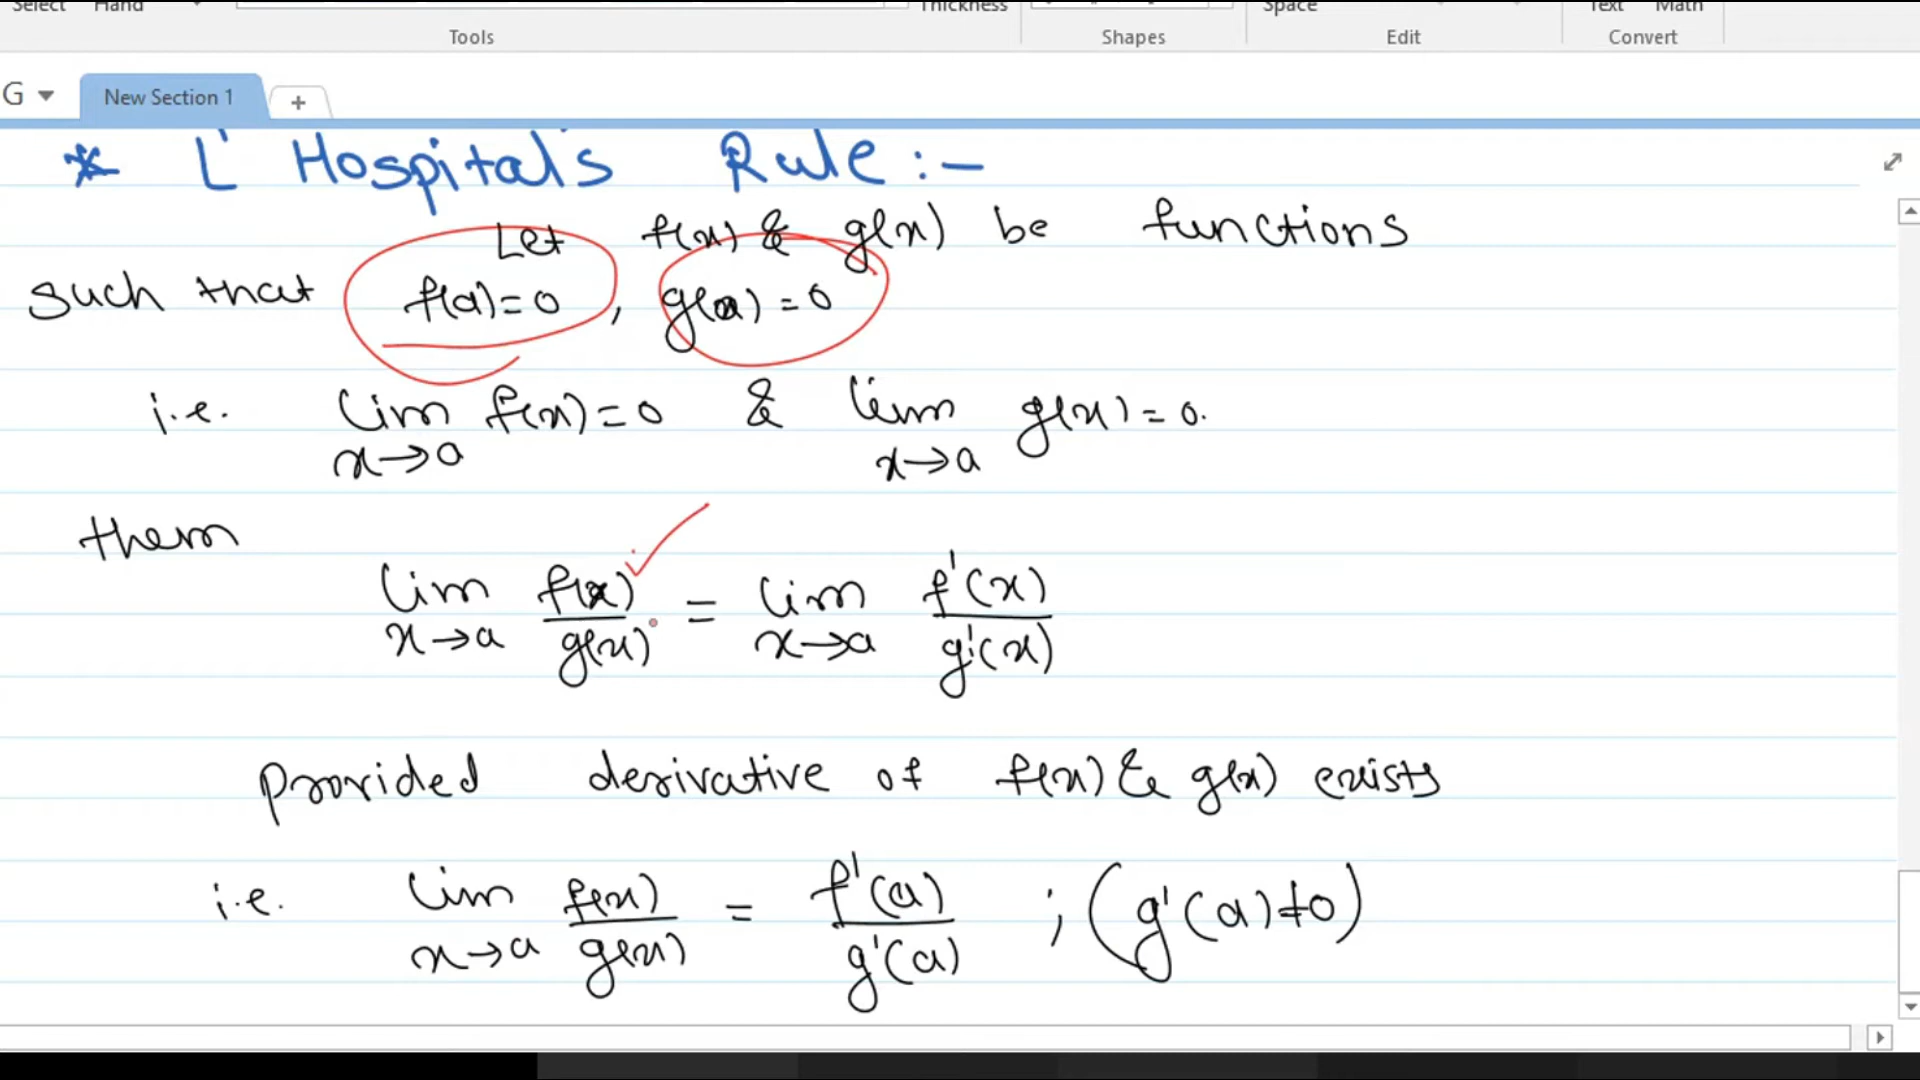 Select Hand Thickness Space Text Math
Tools Shapes Edit Convert
G New Section 1 +
* L' Hospital's Rule :-
Let f(x) & g(x) be functions
such that f(a) = 0 , g(a) = 0
i.e. lim x→a f(x) = 0 & lim x→a g(x) = 0.
then
lim x→a f(x)/g(x) = lim x→a f'(x)/g'(x)
provided derivative of f(x) & g(x) exists
i.e. lim x→a f(x)/g(x) = f'(a)/g'(a) ; (g'(a) ≠ 0)